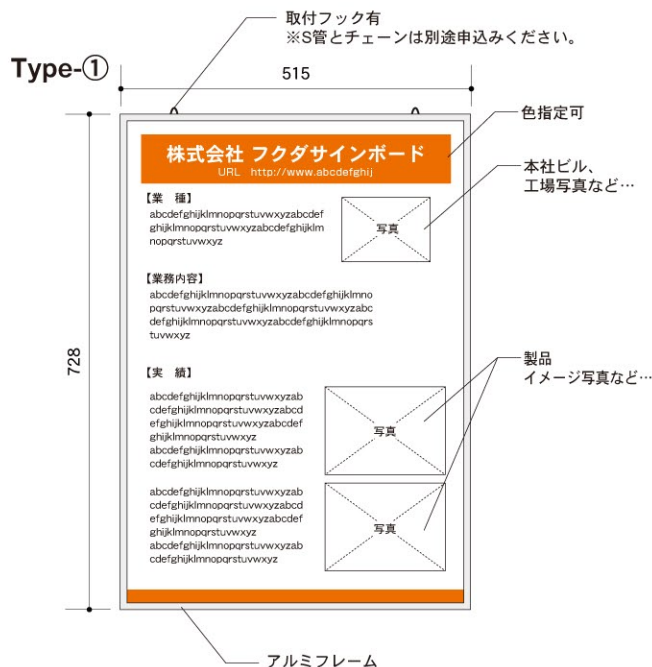 取付フック有
※S管とチェーンは別途申込みください。
Type-①
515
色指定可
株式会社 フクダサインボード
URL http://www.abcdefghij
本社ビル、
工場写真など…
【業 種】
abcdefghijklmnopqrstuvwxyzabcdef
ghijklmnopqrstuvwxyzabcdefghijklm
nopqrstuvwxyz
写真
【業務内容】
abcdefghijklmnopqrstuvwxyzabcdefghijklmno
pqrstuvwxyzabcdefghijklmnopqrstuvwxyzabc
defghijklmnopqrstuvwxyzabcdefghijklmnopqrs
tuvwxyz
728
【実 績】
abcdefghijklmnopqrstuvwxyzab
cdefghijklmnopqrstuvwxyzabcd
efghijklmnopqrstuvwxyzabcdef
ghijklmnopqrstuvwxyz
abcdefghijklmnopqrstuvwxyzab
cdefghijklmnopqrstuvwxyz
写真
製品
イメージ写真など…
abcdefghijklmnopqrstuvwxyzab
cdefghijklmnopqrstuvwxyzabcd
efghijklmnopqrstuvwxyzabcdef
ghijklmnopqrstuvwxyz
abcdefghijklmnopqrstuvwxyzab
cdefghijklmnopqrstuvwxyz
写真
アルミフレーム